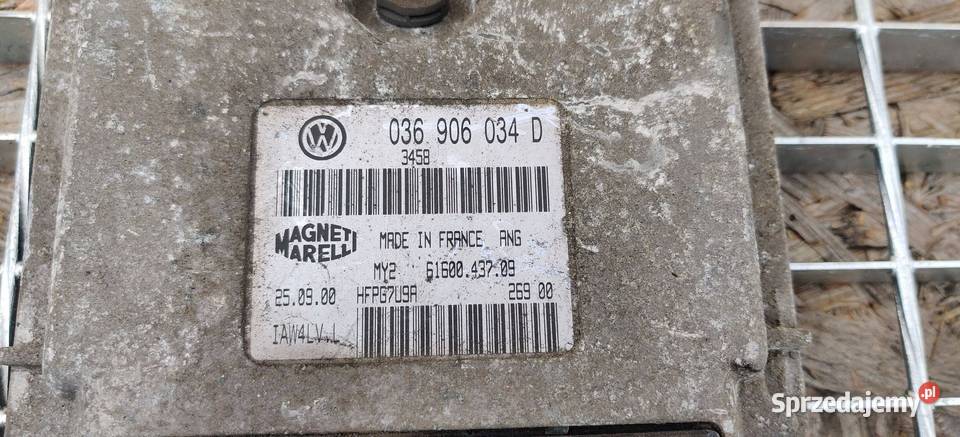 036 906 034 D
3458
MAGNETI MARELLI
MADE IN FRANCE ANG
MY2 61600.437.09
25.09.00 HFPG7U9A 269 00
IAW4LV.L
Sprzedajemy.pl